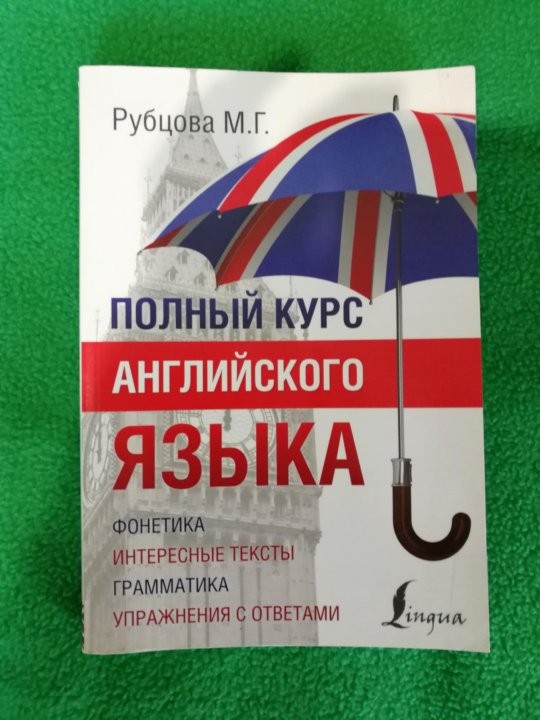 Рубцова М.Г.
ПОЛНЫЙ КУРС
АНГЛИЙСКОГО
ЯЗЫКА
ФОНЕТИКА
ИНТЕРЕСНЫЕ ТЕКСТЫ
ГРАММАТИКА
УПРАЖНЕНИЯ С ОТВЕТАМИ
Lingua